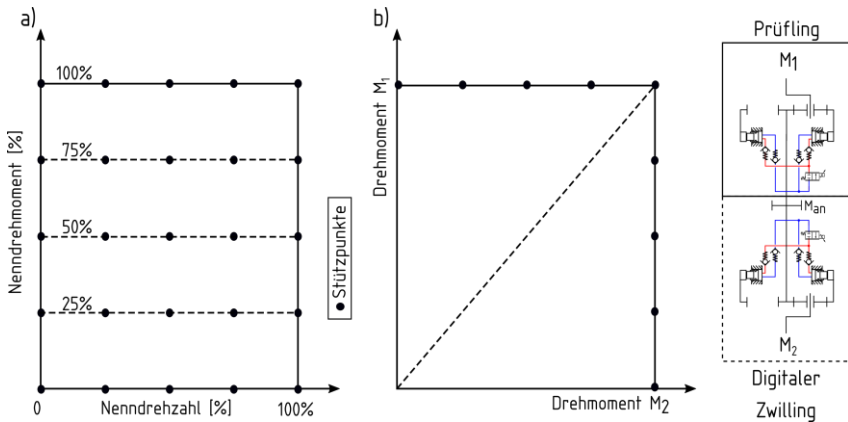 a)
100%
75%
50%
25%
Nenndrehmoment [%]
0
Nenndrehzahl [%]
100%
Stützpunkte
b)
Drehmoment M₁
Drehmoment M₂
Prüfling
M₁
Man
M₂
Digitaler
Zwilling